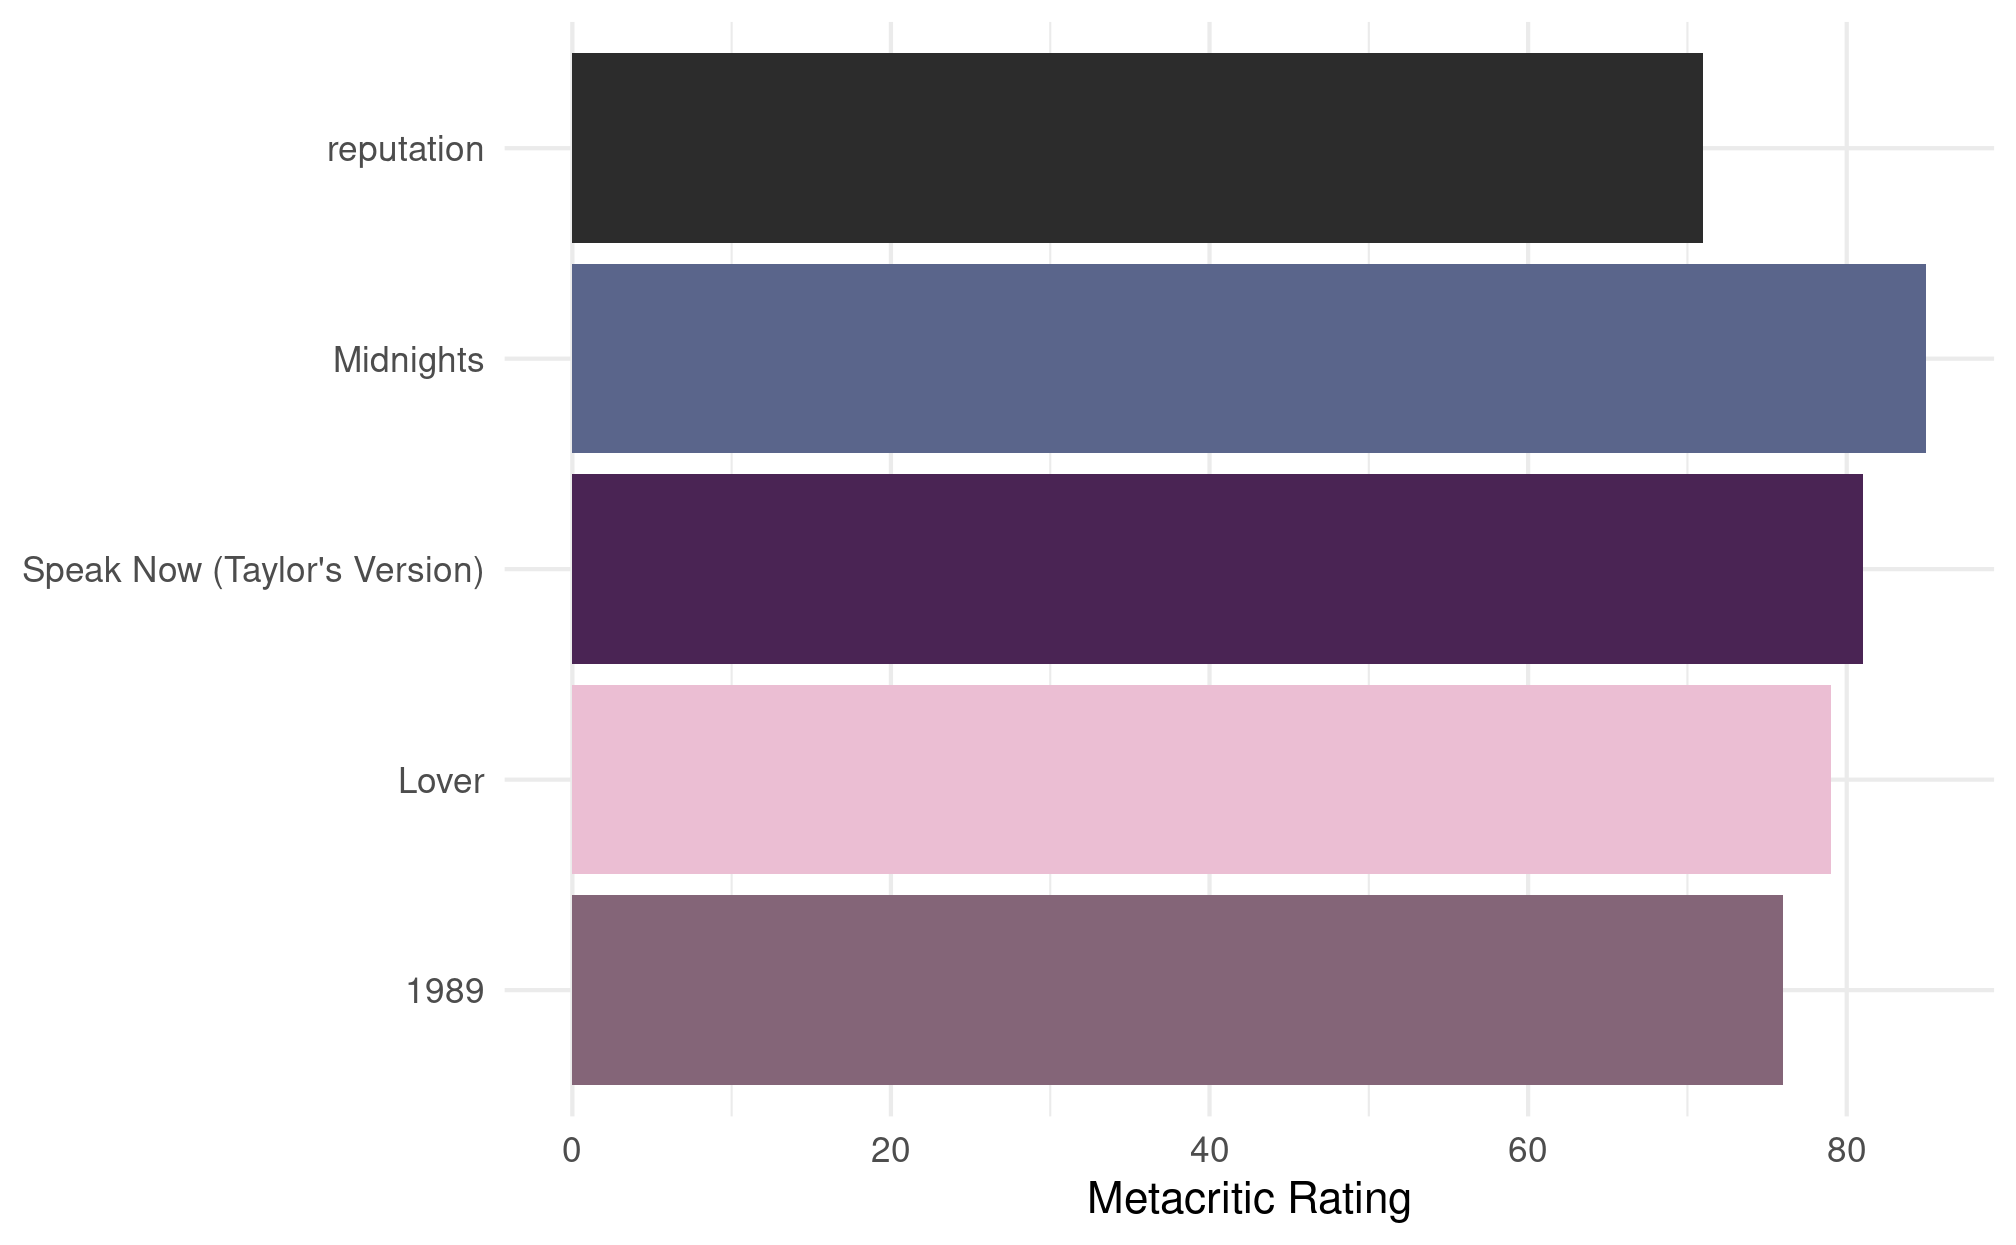 reputation
Midnights
Speak Now (Taylor's Version)
Lover
1989
0 20 40 60 80
Metacritic Rating